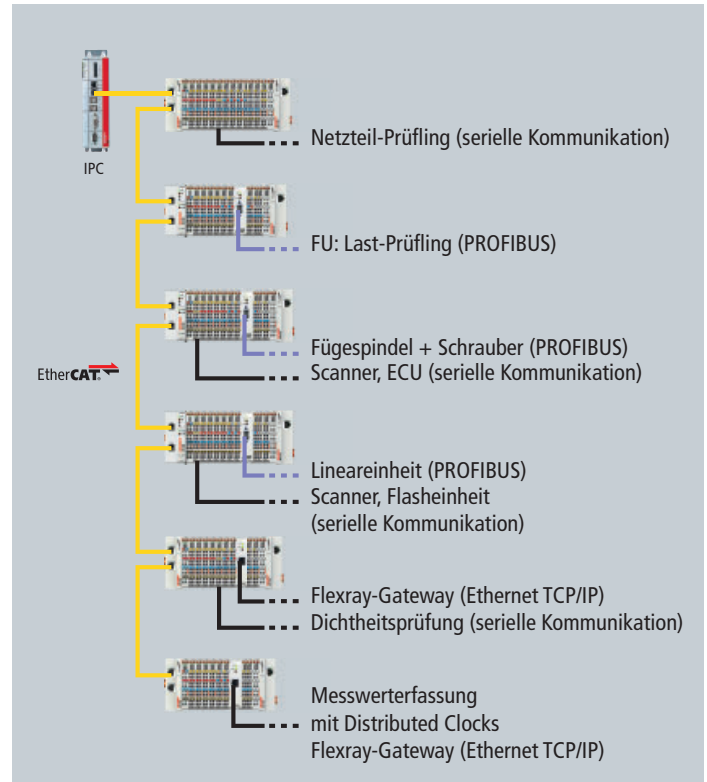 IPC
Netzteil-Prüfling (serielle Kommunikation)
FU: Last-Prüfling (PROFIBUS)
Fügespindel + Schrauber (PROFIBUS)
Scanner, ECU (serielle Kommunikation)
EtherCAT
Lineareinheit (PROFIBUS)
Scanner, Flasheinheit
(serielle Kommunikation)
Flexray-Gateway (Ethernet TCP/IP)
Dichtheitsprüfung (serielle Kommunikation)
Messwerterfassung
mit Distributed Clocks
Flexray-Gateway (Ethernet TCP/IP)